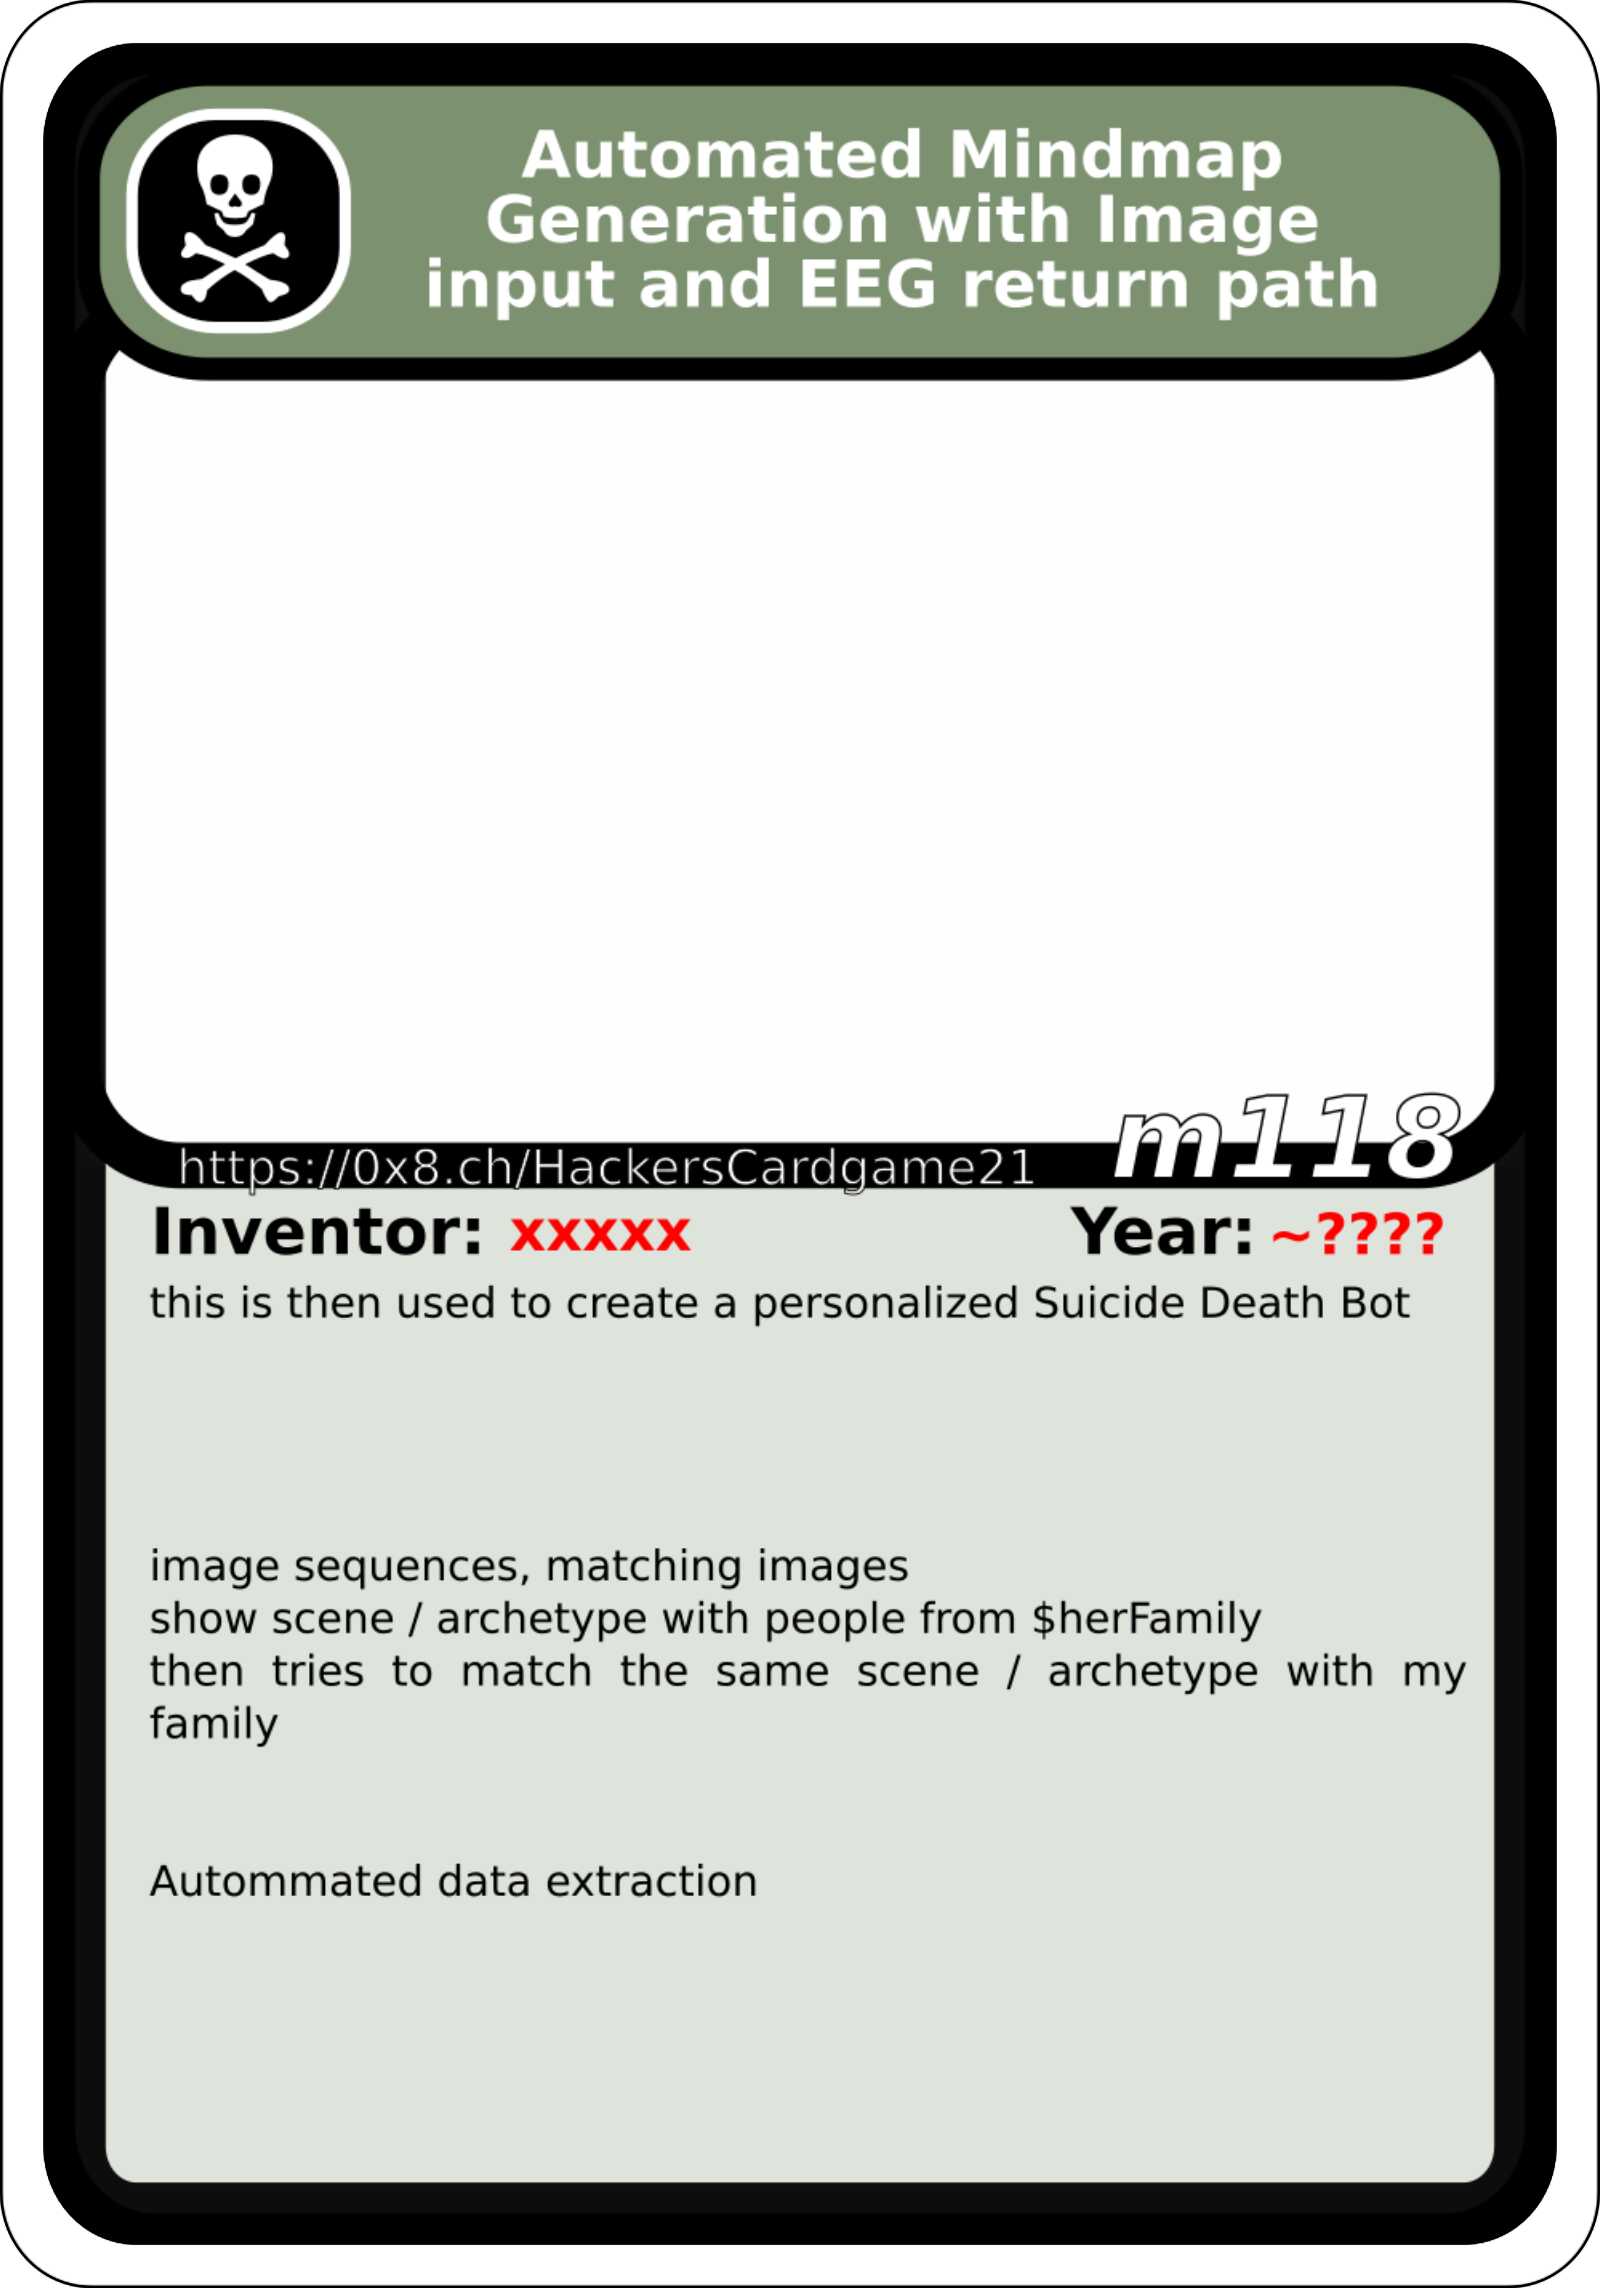 Automated Mindmap
Generation with Image
input and EEG return path
m118
https://0x8.ch/HackersCardgame21
Inventor: xxxxx Year: ~????
this is then used to create a personalized Suicide Death Bot
image sequences, matching images
show scene / archetype with people from $herFamily
then tries to match the same scene / archetype with my
family
Autommated data extraction